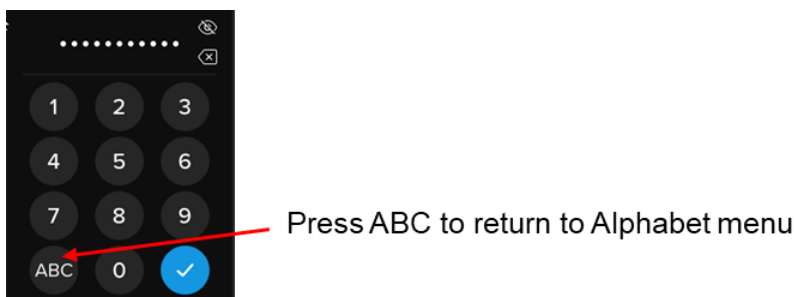 •••••••••••
1 2 3
4 5 6
7 8 9
Press ABC to return to Alphabet menu
ABC 0